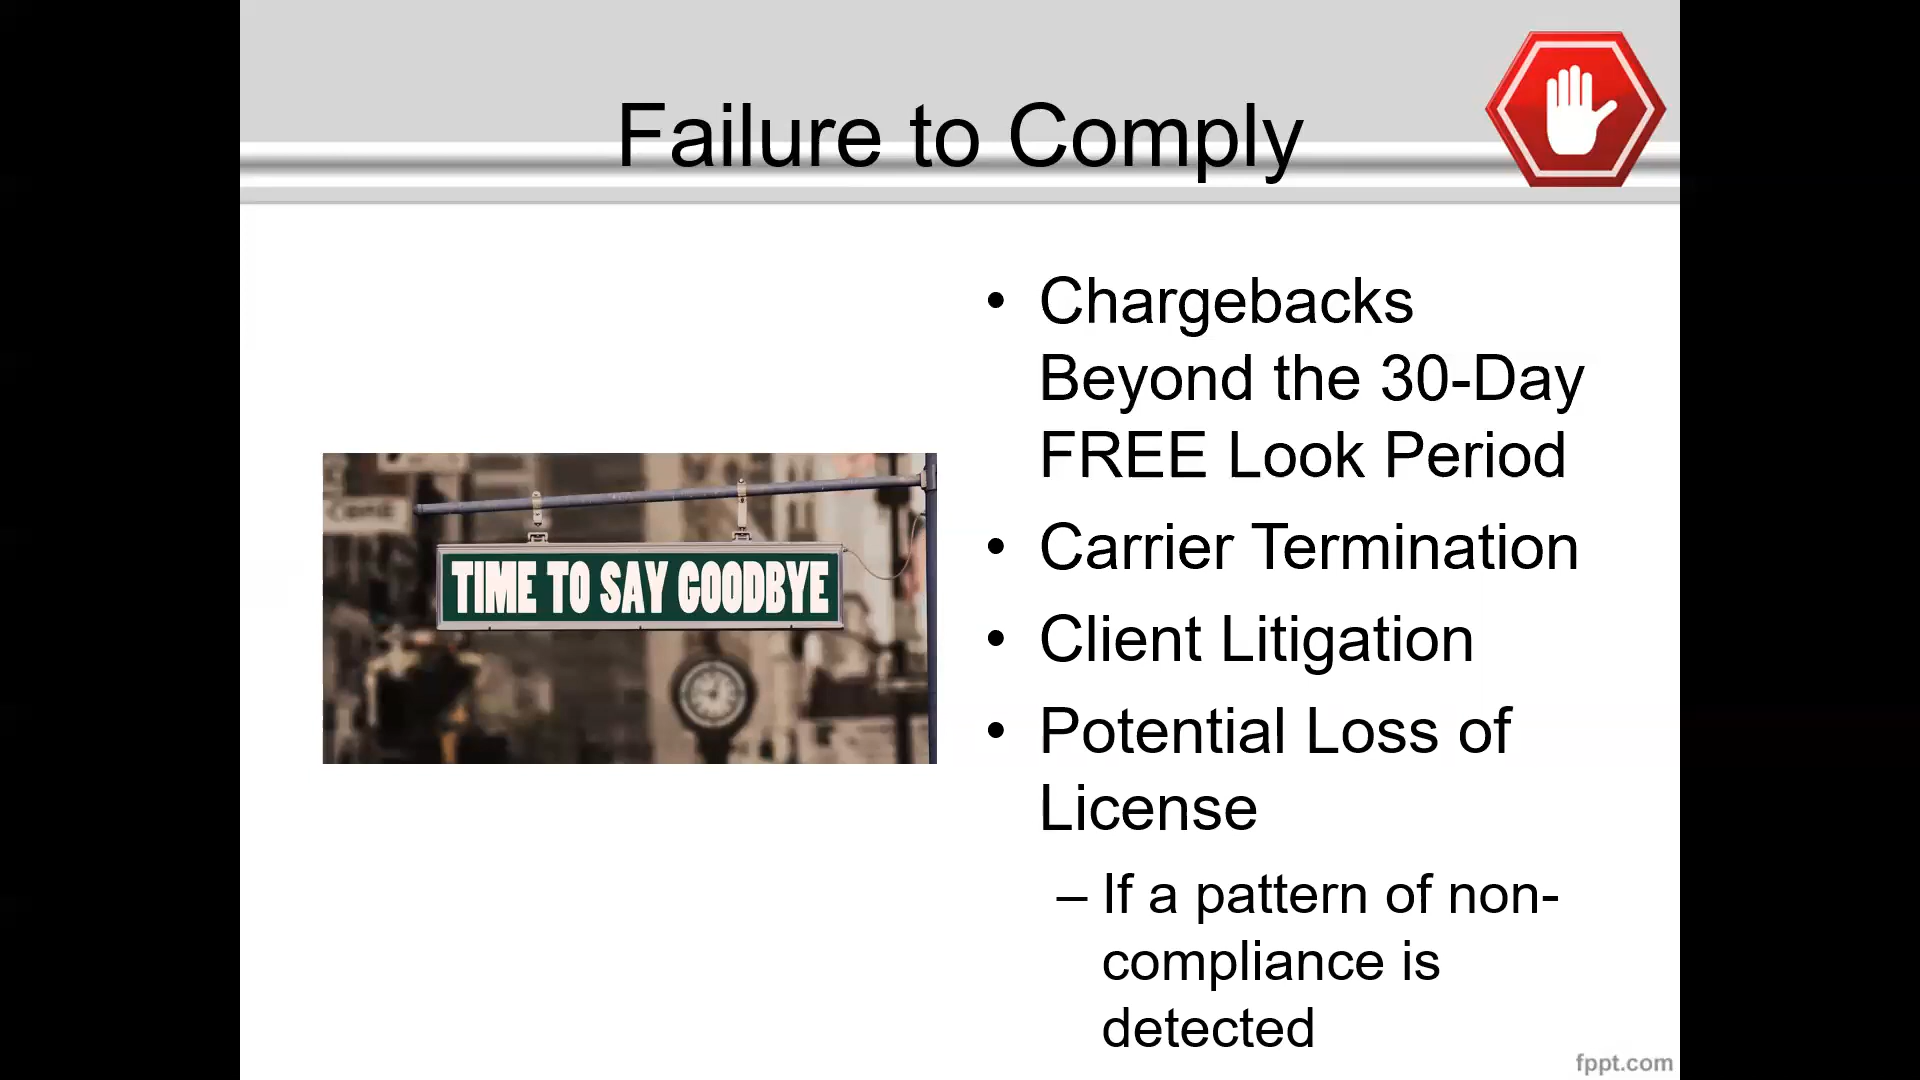 Failure to Comply
• Chargebacks
Beyond the 30-Day
FREE Look Period
• Carrier Termination
• Client Litigation
• Potential Loss of
License
– If a pattern of non-
compliance is
detected
TIME TO SAY GOODBYE
fppt.com